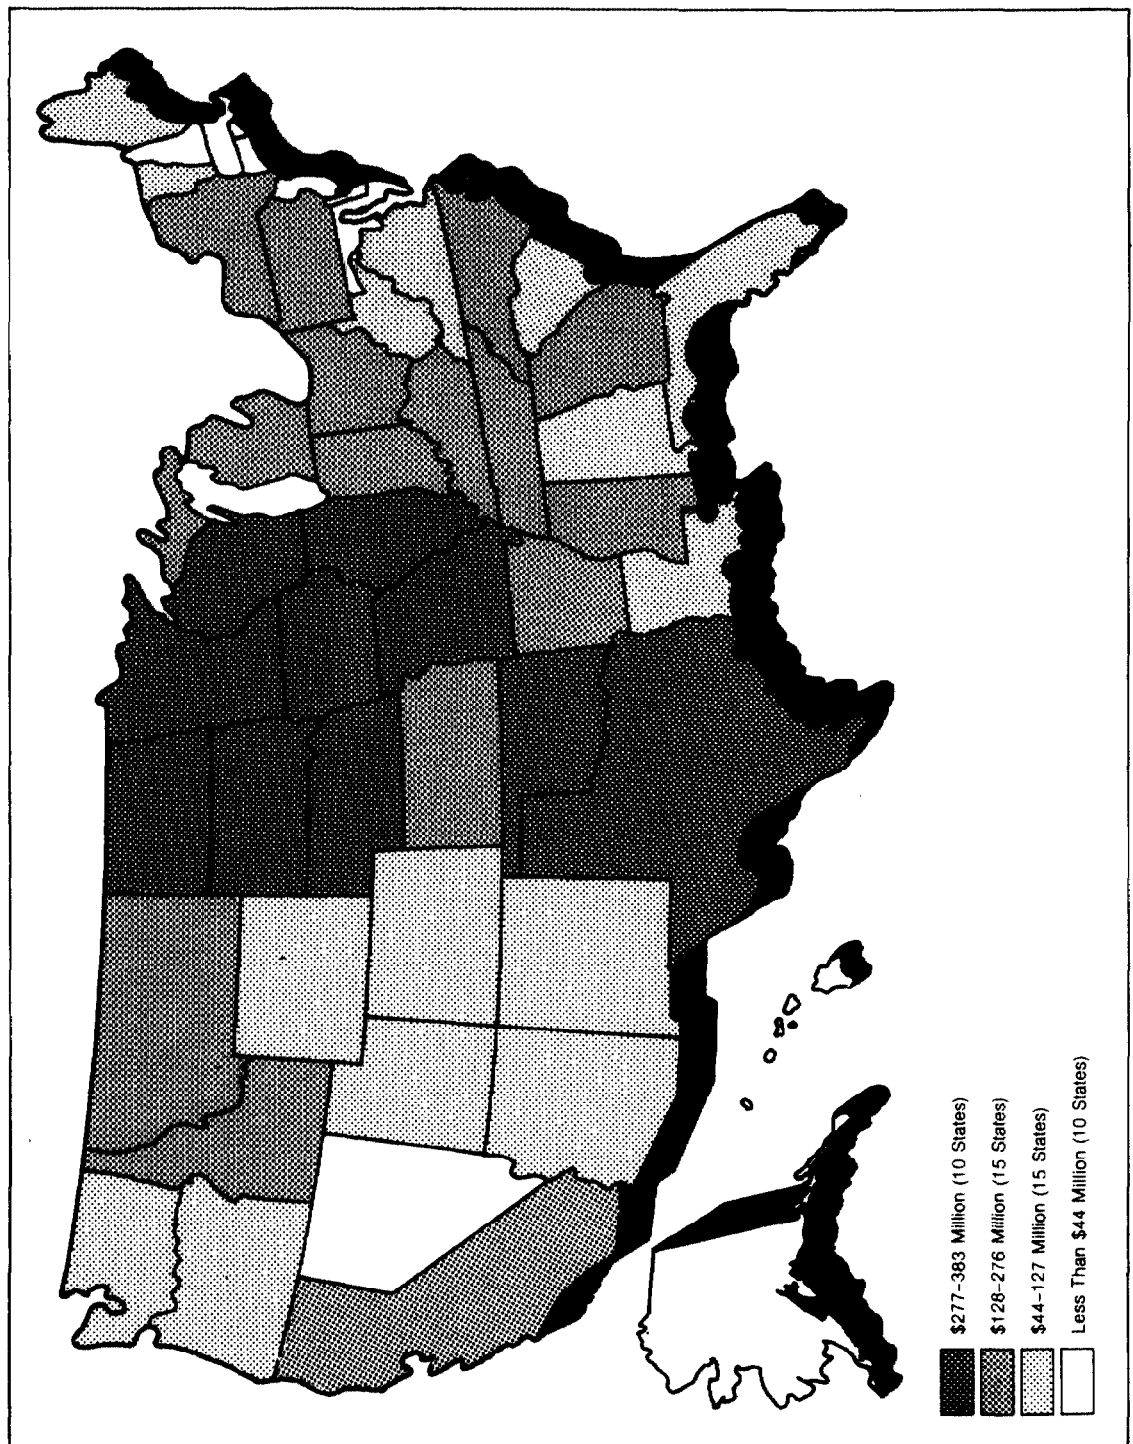 $277-383 Million (10 States)
$128-276 Million (15 States)
$44-127 Million (15 States)
Less Than $44 Million (10 States)